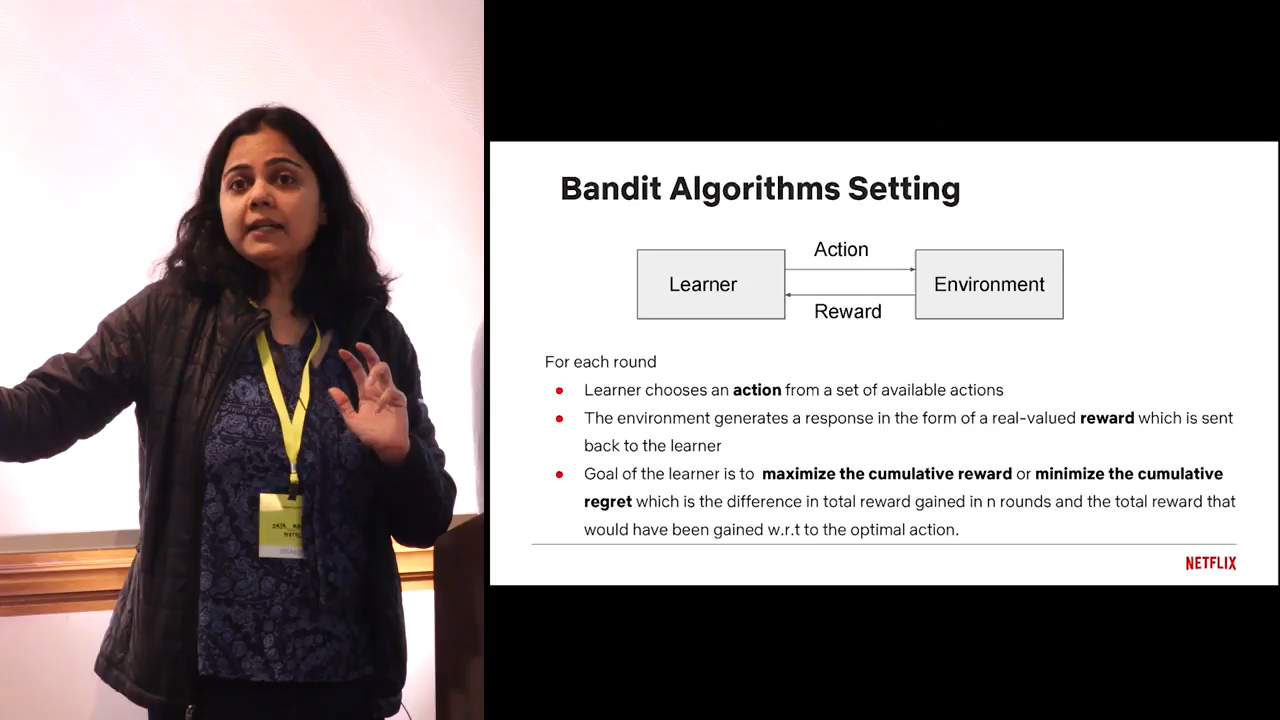 Bandit Algorithms Setting
Action
Learner
Environment
Reward
For each round
Learner chooses an action from a set of available actions
The environment generates a response in the form of a real-valued reward which is sent
back to the learner
Goal of the learner is to maximize the cumulative reward or minimize the cumulative
regret which is the difference in total reward gained in n rounds and the total reward that
would have been gained w.r.t to the optimal action.
NETFLIX